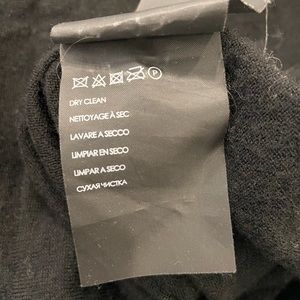 P
DRY CLEAN
NETTOYAGE À SEC
LAVARE A SECCO
LIMPIAR EN SECO
LIMPAR A SECO
СУХАЯ ЧИСТКА